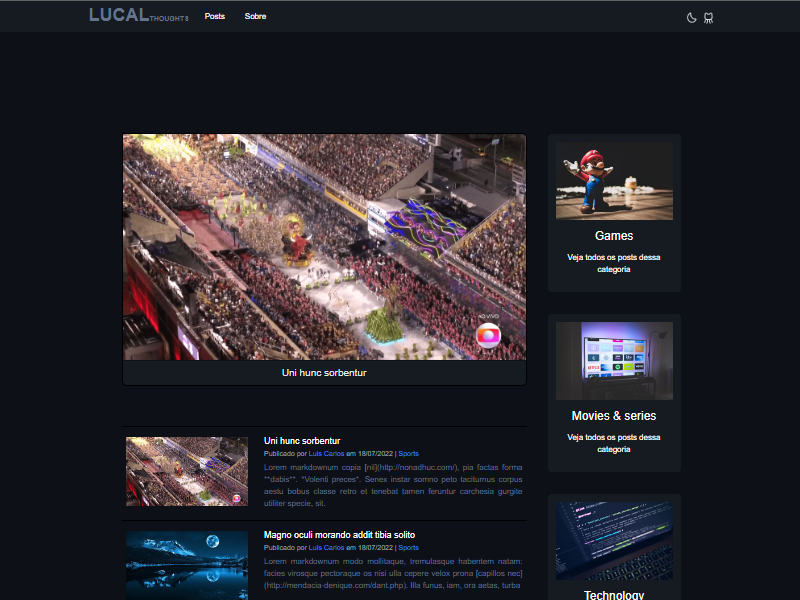 LUCALTHOUGHTS
Posts
Sobre
AO VIVO
Uni hunc sorbentur
Games
Veja todos os posts dessa
categoria
Movies & series
Veja todos os posts dessa
categoria
Technology
Uni hunc sorbentur
Publicado por Luis Carlos em 18/07/2022 | Sports
Lorem markdownum copia [nil](http://nonadhuc.com/), pia factas forma
**dabis**. *Volenti preces*. Senex instar somno peto taciturnus corpus
aestu bobus classe retro et tenebat tamen feruntur carchesia gurgite
utiliter specie, sit.
Magno oculi morando addit tibia solito
Publicado por Luis Carlos em 18/07/2022 | Sports
Lorem markdownum modo mollitaque, tremulasque habentem natam:
facies virosque pectoraque os nisi ulla cepere velox prona [capillos nec]
(http://mendacia-denique.com/dant.php). Illa funus, iam, ora aetas, turba